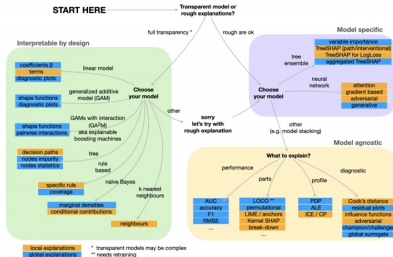 START HERE
Transparent model or
rough explanations?
full transparency *
rough are ok
Model specific
variable importance
TreeSHAP (path/interventional)
TreeSHAP for LogLoss
aggregated TreeSHAP
tree
ensemble
neural
network
attention
gradient based
adversarial
generative
Choose
your model
Interpretable by design
coefficients β
terms
diagnostic plots
linear model
generalized additive
model (GAM)
shape functions
diagnostic plots
Choose
your model
GAMs with interaction
(GA²M)
aka explainable
boosting machines
shape functions
pairwise interactions
other
sorry
let's try with
rough explanation
other
(e.g. model stacking)
decision paths
nodes impurity
nodes statistics
tree
rule
based
specific rule
coverage
naïve Bayes
k nearest
neighbours
marginal densities
conditional contributions
neighbours
Model agnostic
What to explain?
performance
parts
profile
diagnostic
AUC
accuracy
F1
RMSE
...
LOCO **
permutational
LIME / anchors
Kernel SHAP
break-down
...
PDP
ALE
ICE / CP
...
Cook's distance
residual plots
influence functions
adversarial
champion/challenger
global surrogate
local explanations
global explanations
* transparent models may be complex
** needs retraining